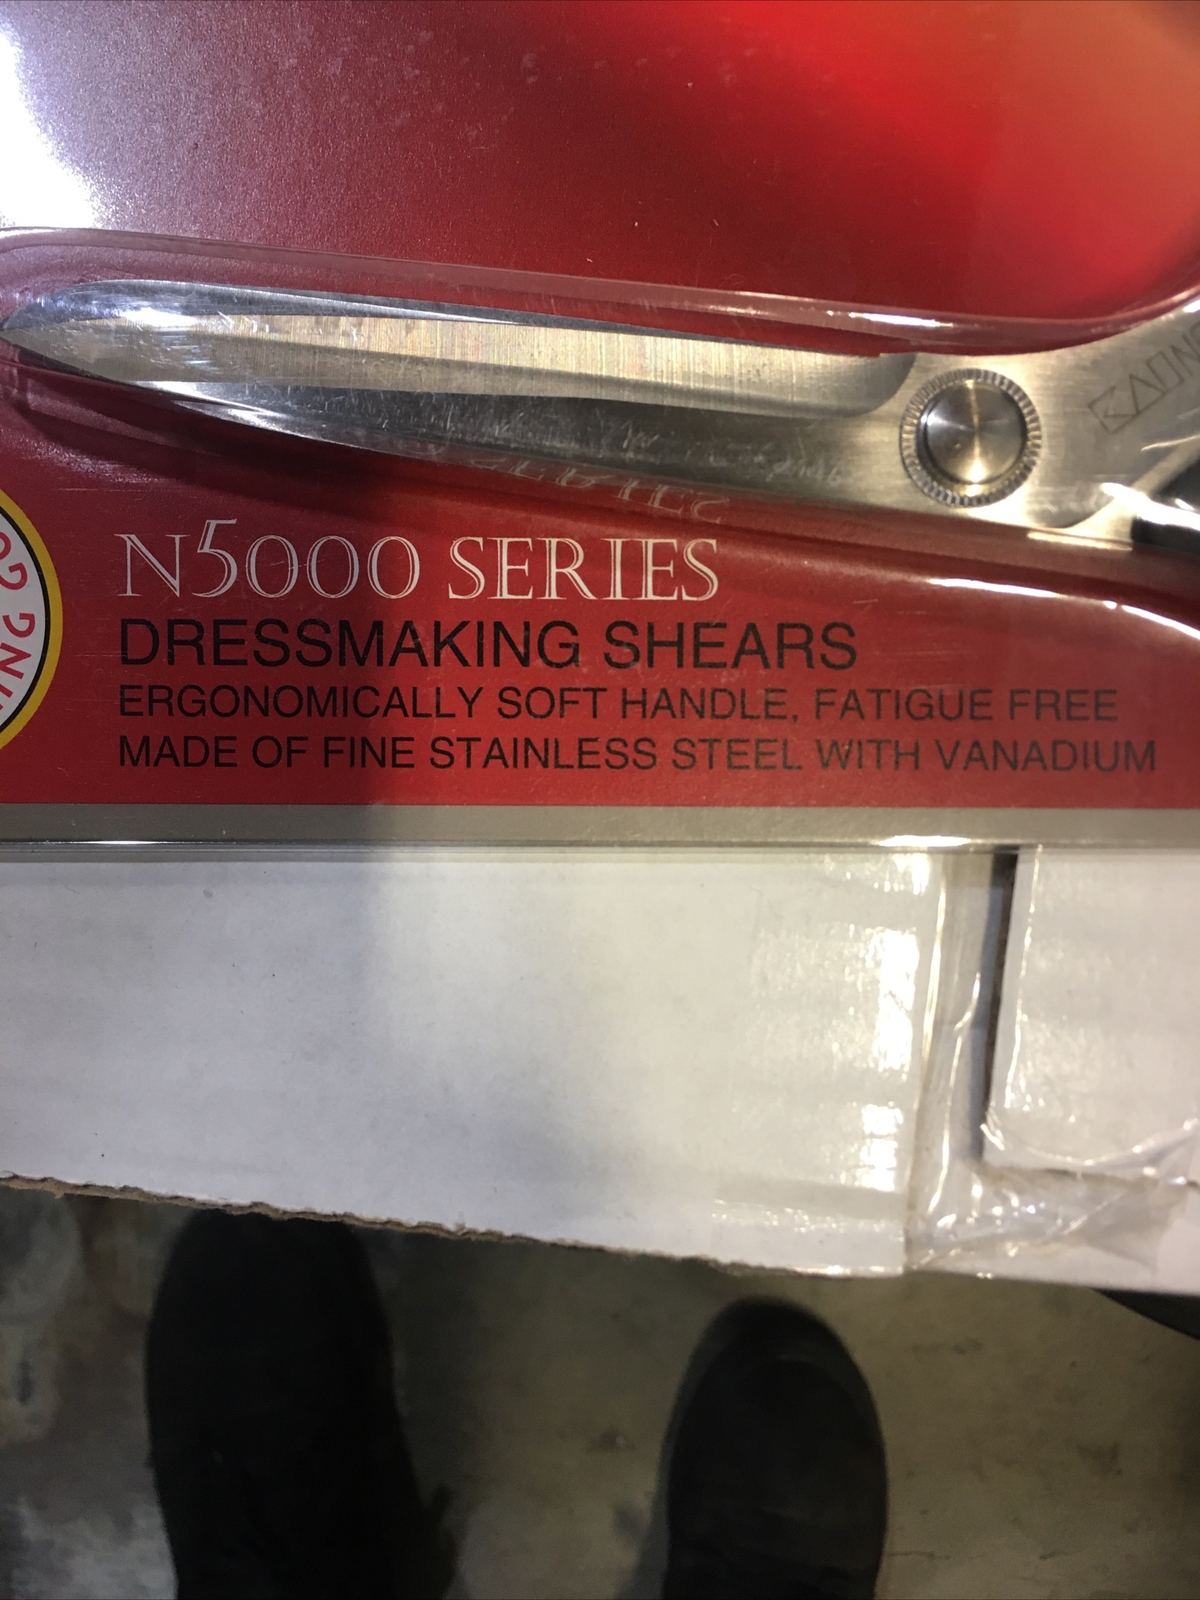 N5000 SERIES
DRESSMAKING SHEARS
ERGONOMICALLY SOFT HANDLE, FATIGUE FREE
MADE OF FINE STAINLESS STEEL WITH VANADIUM